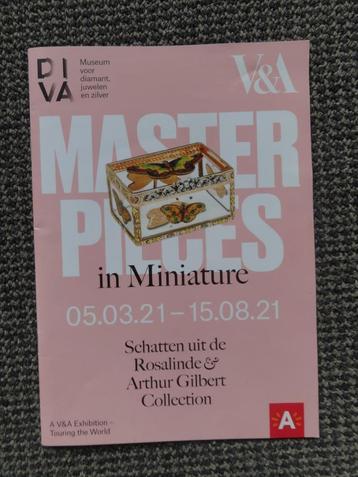 DI
VA
Museum
voor
diamant,
juwelen
en zilver
V&A
MASTER
PIECES
in Miniature
05.03.21 – 15.08.21
Schatten uit de
Rosalinde &
Arthur Gilbert
Collection
A V&A Exhibition –
Touring the World
A